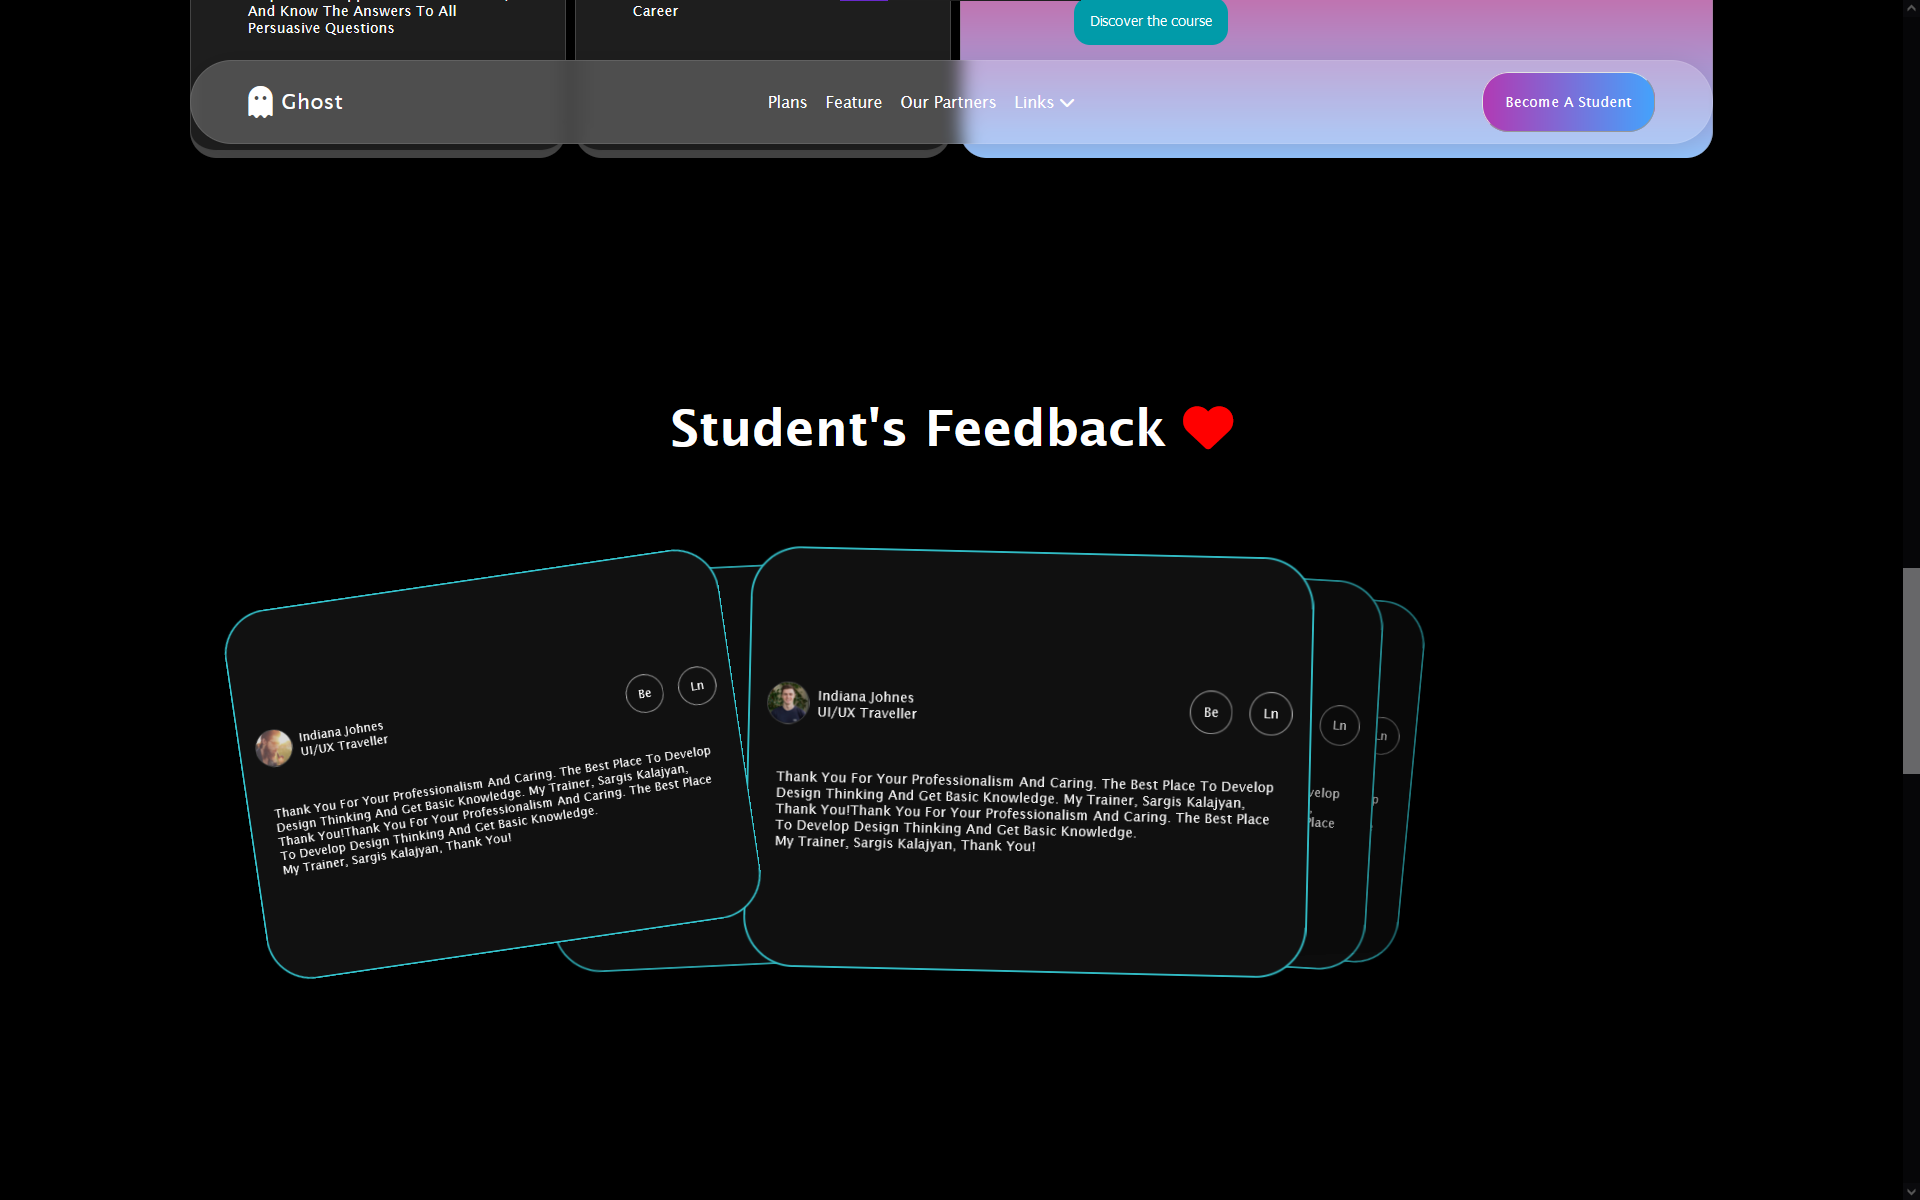 And Know The Answers To All
Persuasive Questions
Career
Discover the course
Ghost
Plans
Feature
Our Partners
Links
Become A Student
Student's Feedback
Be
Ln
Indiana Johnes
UI/UX Traveller
Thank You For Your Professionalism And Caring. The Best Place To Develop
Design Thinking And Get Basic Knowledge. My Trainer, Sargis Kalajyan,
Thank You!Thank You For Your Professionalism And Caring. The Best Place
To Develop Design Thinking And Get Basic Knowledge.
My Trainer, Sargis Kalajyan, Thank You!
Indiana Johnes
UI/UX Traveller
Be
Ln
Thank You For Your Professionalism And Caring. The Best Place To Develop
Design Thinking And Get Basic Knowledge. My Trainer, Sargis Kalajyan,
Thank You!Thank You For Your Professionalism And Caring. The Best Place
To Develop Design Thinking And Get Basic Knowledge.
My Trainer, Sargis Kalajyan, Thank You!
Ln